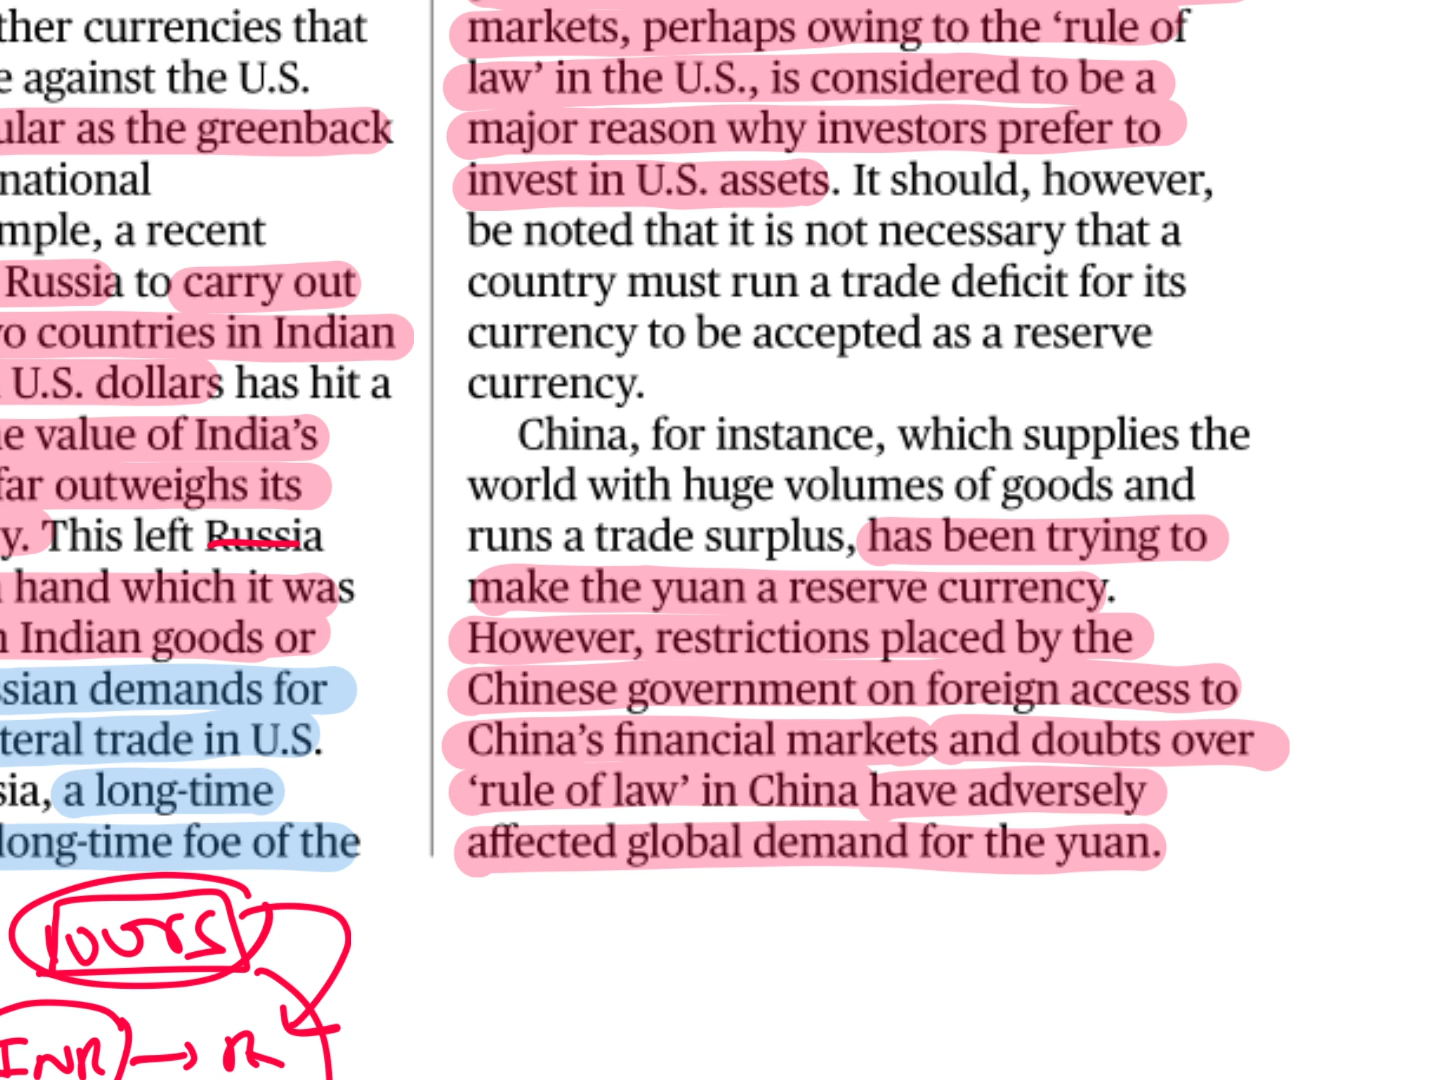 ther currencies that
e against the U.S.
ular as the greenback
national
mple, a recent
Russia to carry out
o countries in Indian
U.S. dollars has hit a
e value of India's
far outweighs its
y. This left Russia
hand which it was
n Indian goods or
ssian demands for
teral trade in U.S.
sia, a long-time
long-time foe of the
markets, perhaps owing to the 'rule of
law' in the U.S., is considered to be a
major reason why investors prefer to
invest in U.S. assets. It should, however,
be noted that it is not necessary that a
country must run a trade deficit for its
currency to be accepted as a reserve
currency.
China, for instance, which supplies the
world with huge volumes of goods and
runs a trade surplus, has been trying to
make the yuan a reserve currency.
However, restrictions placed by the
Chinese government on foreign access to
China's financial markets and doubts over
'rule of law' in China have adversely
affected global demand for the yuan.
INR → R